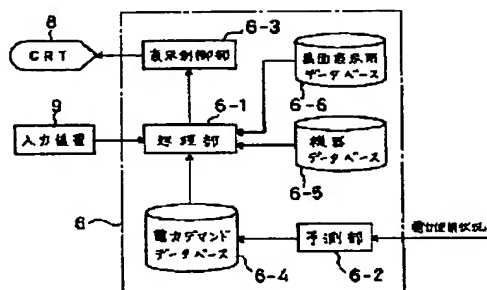 8
CRT
6-3
表示制御部
画面表示用
データベース
6-6
6-1
9
入力装置
処理部
機器
データベース
6-5
6
電力デマンド
データベース
6-4
予測部
6-2
電力使用状況